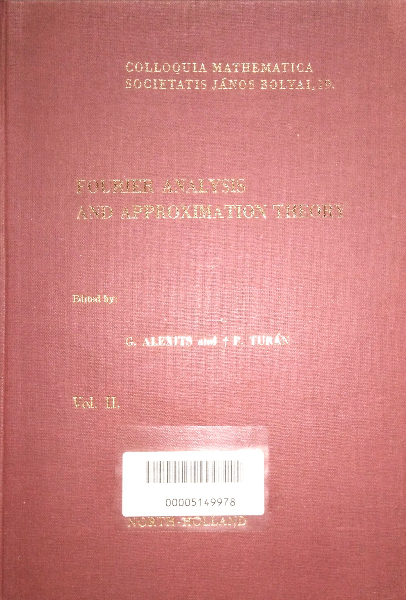 COLLOQUIA MATHEMATICA
SOCIETATIS JÁNOS BOLYAI, 19.
FOURIER ANALYSIS
AND APPROXIMATION THEORY
Edited by:
G. ALEXITS and † P. TURÁN
Vol. II.
00005149978
NORTH-HOLLAND